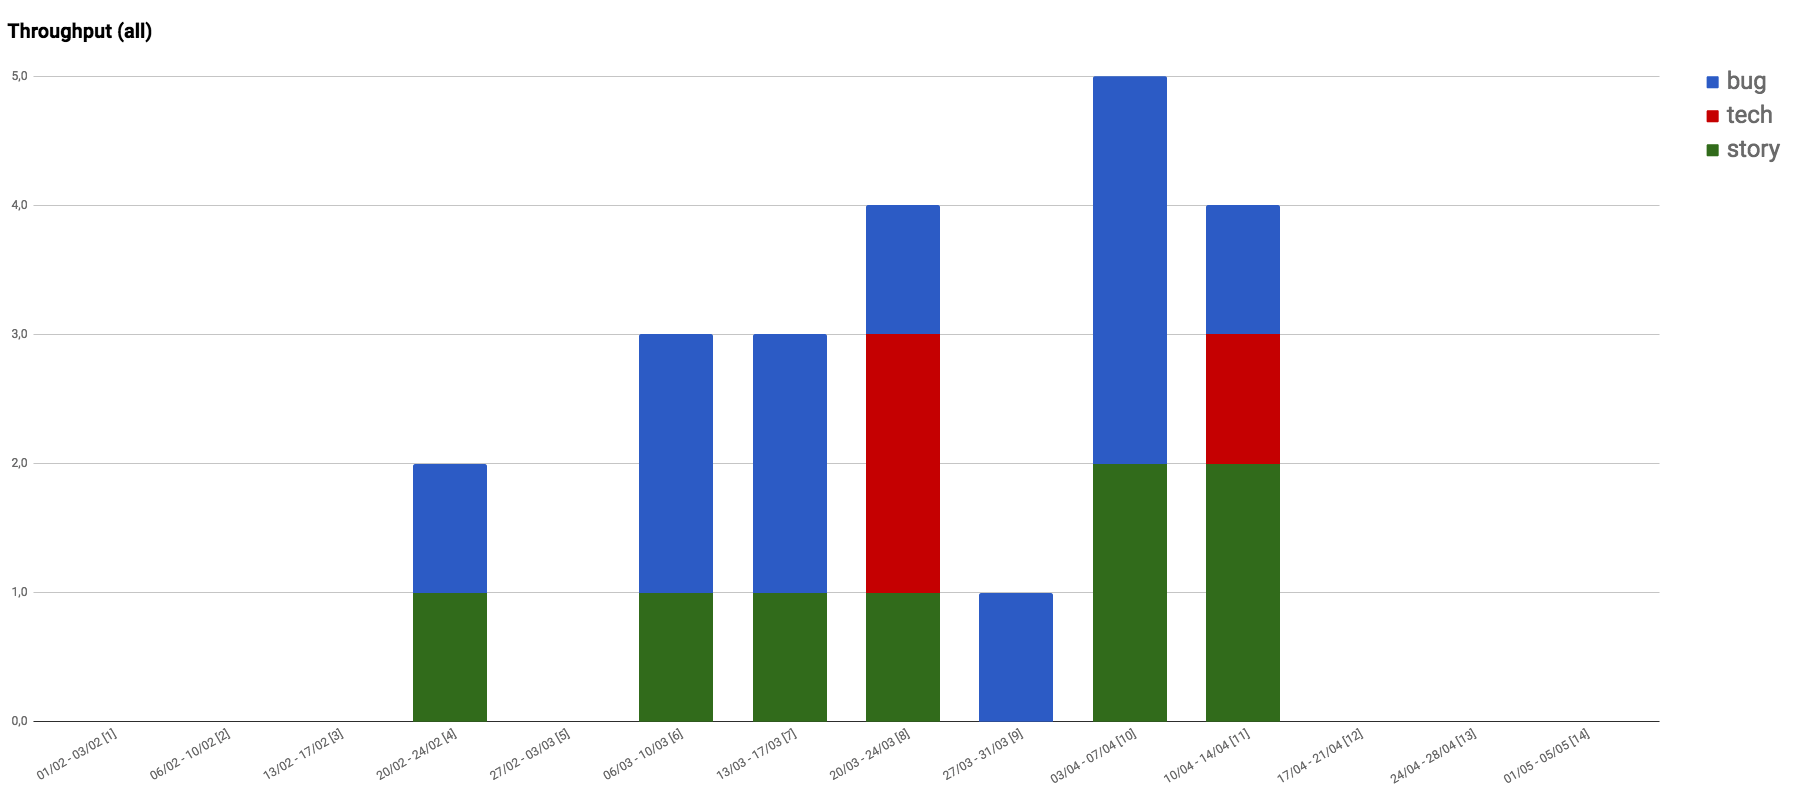 Throughput (all)
5,0
4,0
3,0
2,0
1,0
0,0
01/02 - 03/02 [1]
06/02 - 10/02 [2]
13/02 - 17/02 [3]
20/02 - 24/02 [4]
27/02 - 03/03 [5]
06/03 - 10/03 [6]
13/03 - 17/03 [7]
20/03 - 24/03 [8]
27/03 - 31/03 [9]
03/04 - 07/04 [10]
10/04 - 14/04 [11]
17/04 - 21/04 [12]
24/04 - 28/04 [13]
01/05 - 05/05 [14]
bug
tech
story